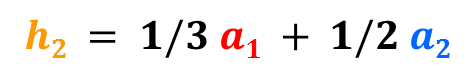 h₂ = 1/3 a₁ + 1/2 a₂